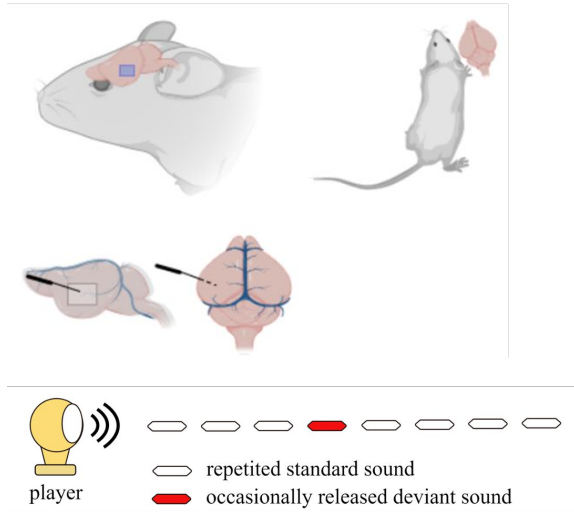 repetited standard sound
player
occasionally released deviant sound